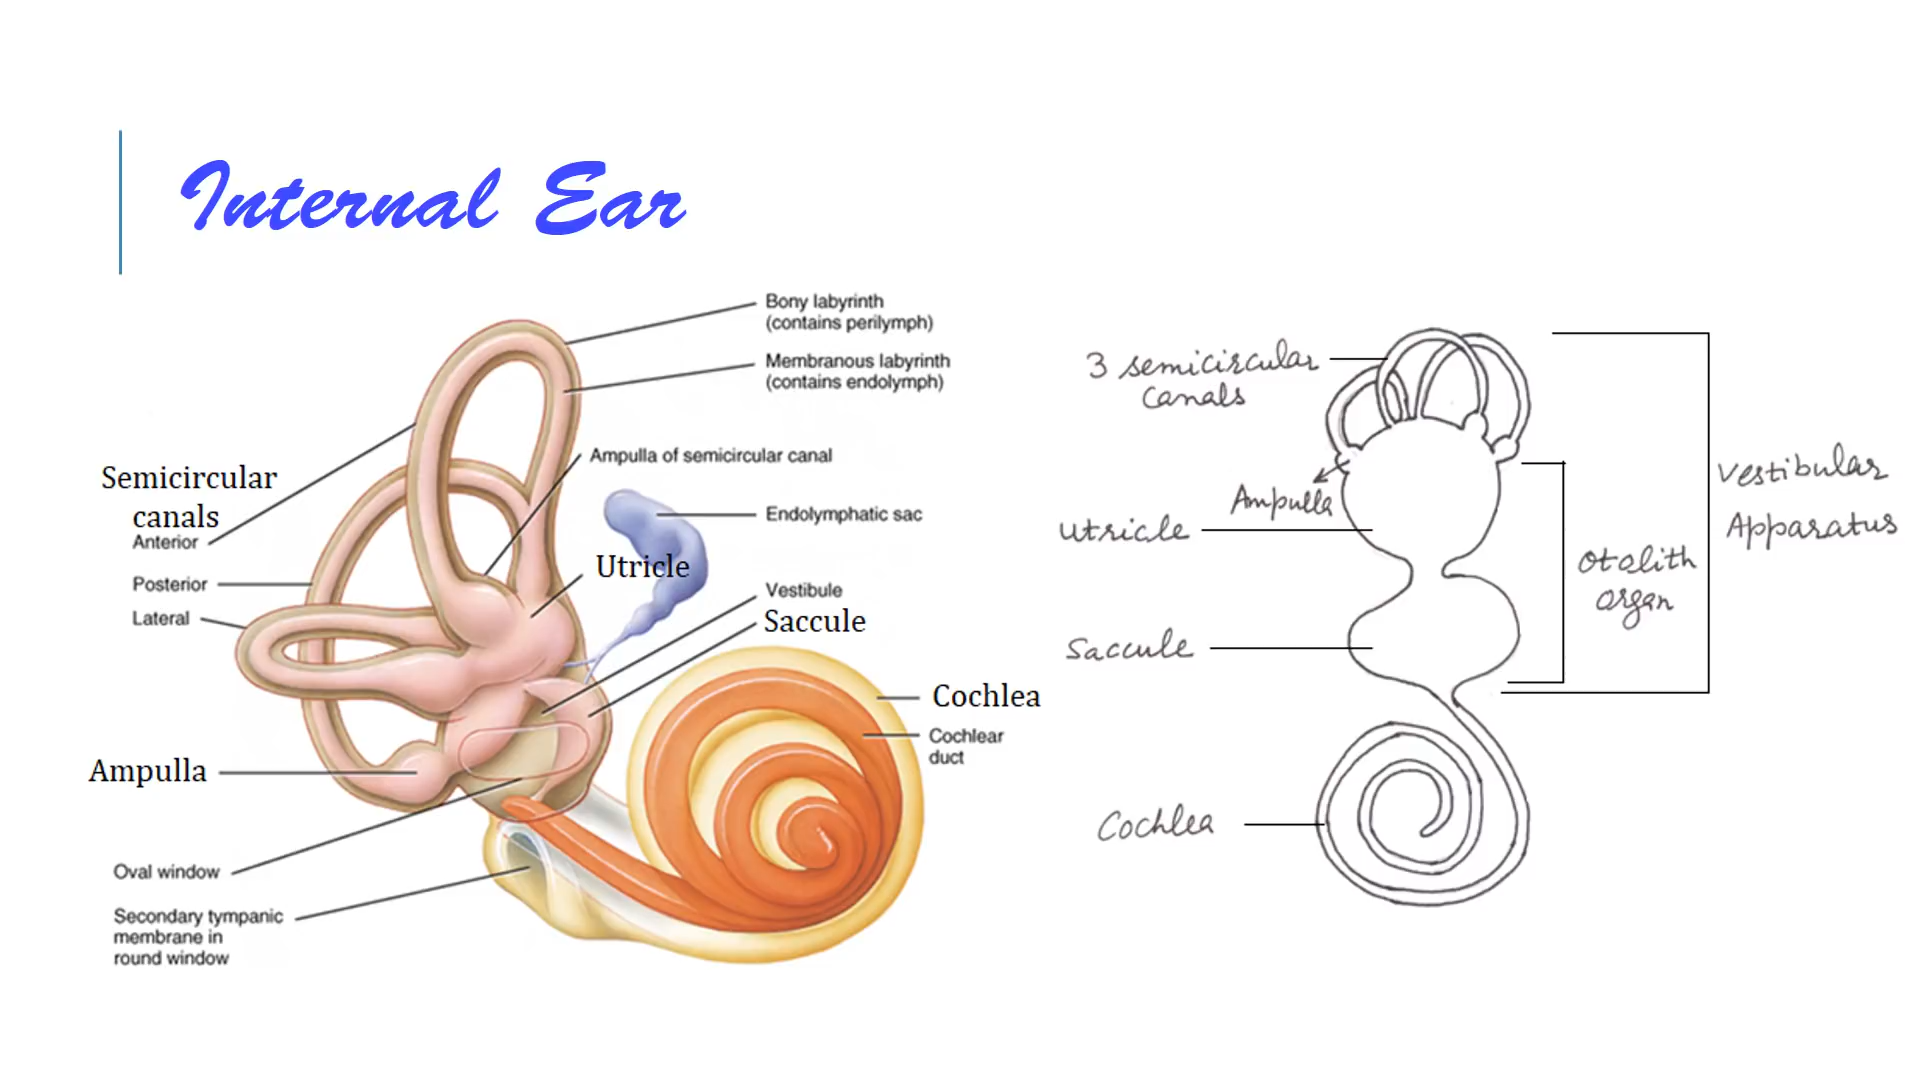 Internal Ear
Bony labyrinth
(contains perilymph)
Membranous labyrinth
(contains endolymph)
Ampulla of semicircular canal
Semicircular
canals
Anterior
Endolymphatic sac
Utricle
Posterior
Vestibule
Lateral
Saccule
Cochlea
Cochlear
duct
Ampulla
Oval window
Secondary tympanic
membrane in
round window
3 semicircular
canals
Ampulla
Utricle
Saccule
Cochlea
Otolith
organ
Vestibular
Apparatus